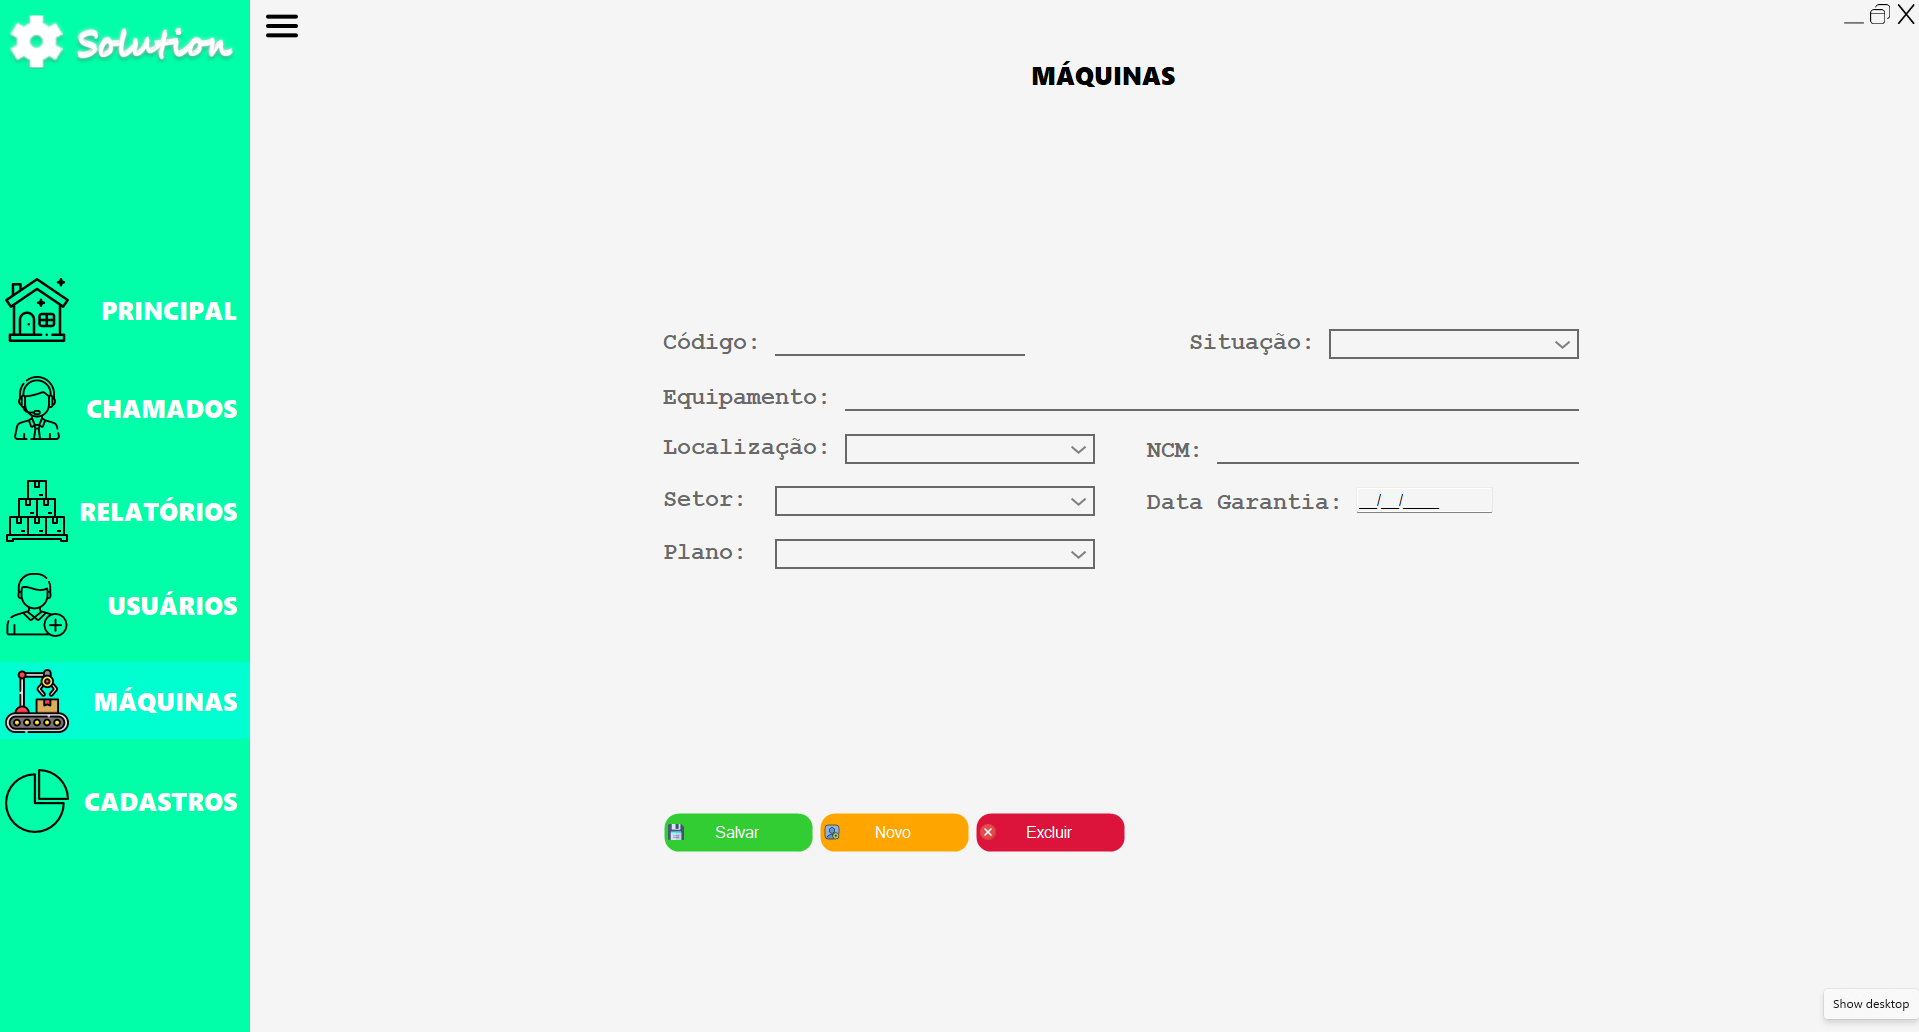 Solution
MÁQUINAS
PRINCIPAL
CHAMADOS
RELATÓRIOS
USUÁRIOS
MÁQUINAS
CADASTROS
Código:
Situação:
Equipamento:
Localização:
NCM:
Setor:
Data Garantia: __/__/____
Plano:
Salvar
Novo
Excluir
Show desktop